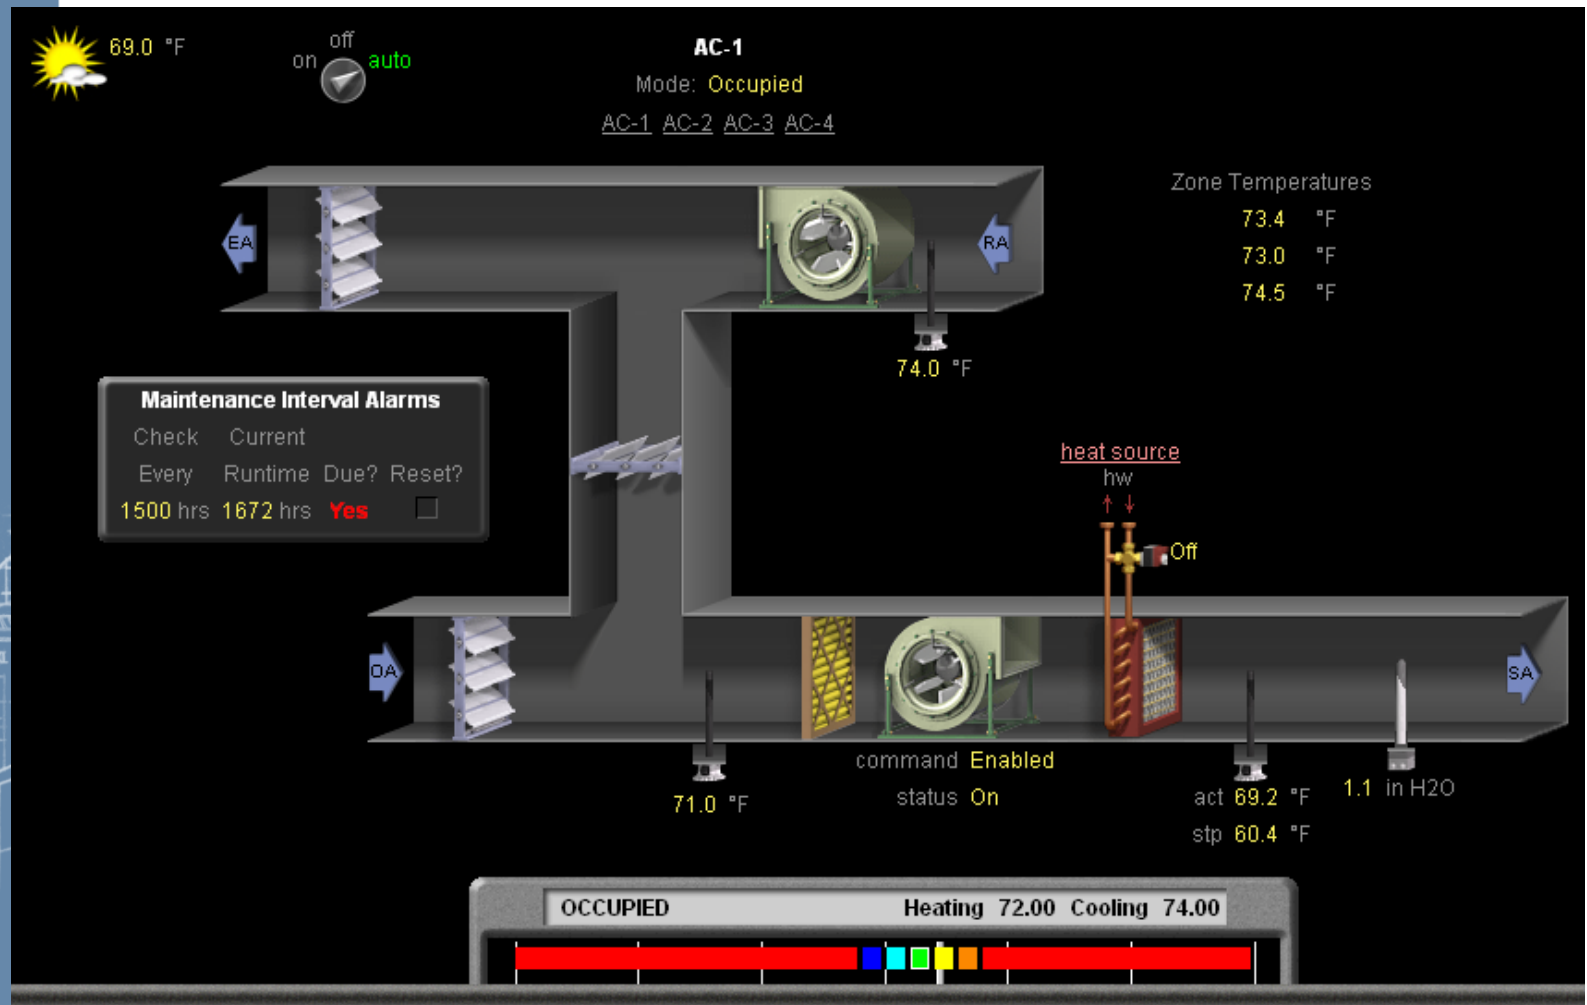 69.0 °F
on off auto
AC-1
Mode: Occupied
AC-1 AC-2 AC-3 AC-4
Zone Temperatures
73.4 °F
73.0 °F
74.5 °F
EA
RA
74.0 °F
Maintenance Interval Alarms
Check Current
Every Runtime Due? Reset?
1500 hrs 1672 hrs Yes
heat source
hw
Off
OA
SA
71.0 °F
command Enabled
status On
act 69.2 °F
stp 60.4 °F
1.1 in H2O
OCCUPIED Heating 72.00 Cooling 74.00